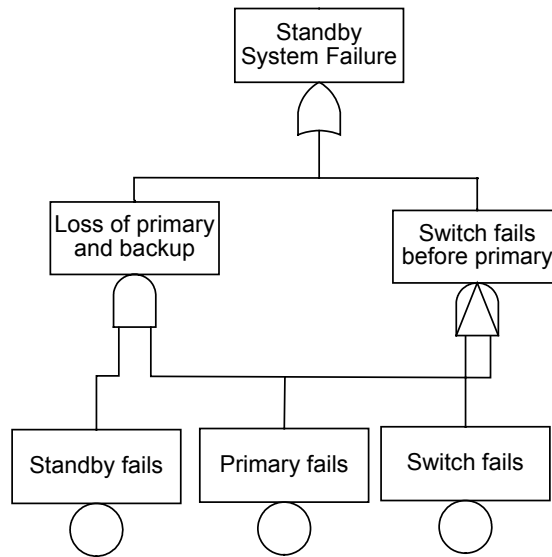 Standby
System Failure
Loss of primary
and backup
Switch fails
before primary
Standby fails
Primary fails
Switch fails